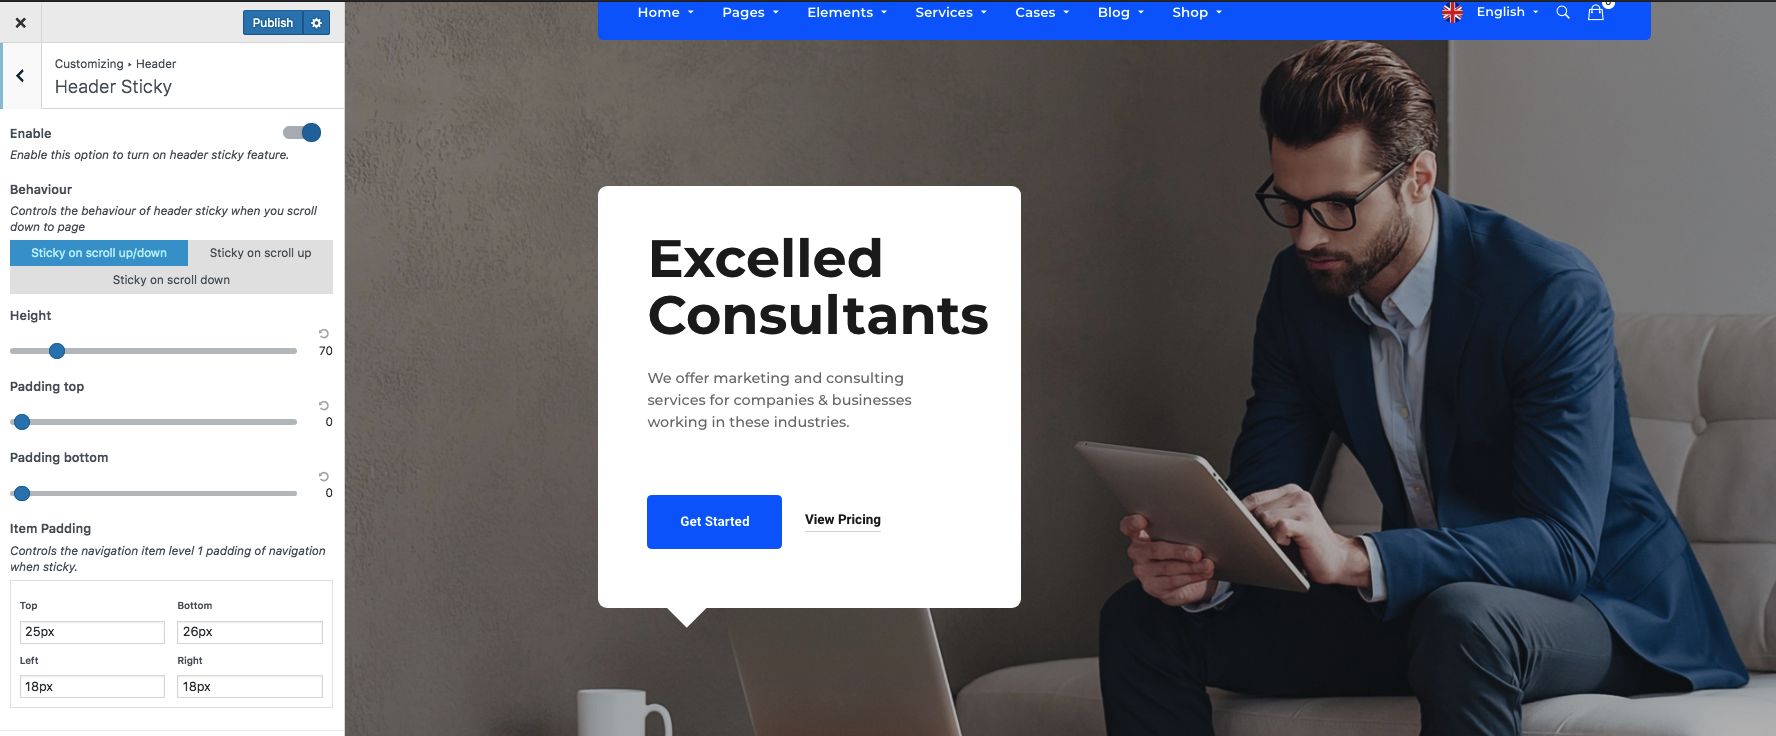 Publish
Customizing ▸ Header
Header Sticky
Enable
Enable this option to turn on header sticky feature.
Behaviour
Controls the behaviour of header sticky when you scroll
down to page
Sticky on scroll up/down
Sticky on scroll up
Sticky on scroll down
Height
70
Padding top
0
Padding bottom
0
Item Padding
Controls the navigation item level 1 padding of navigation
when sticky.
Top
Bottom
25px
26px
Left
Right
18px
18px
Home
Pages
Elements
Services
Cases
Blog
Shop
English
Excelled
Consultants
We offer marketing and consulting
services for companies & businesses
working in these industries.
Get Started
View Pricing